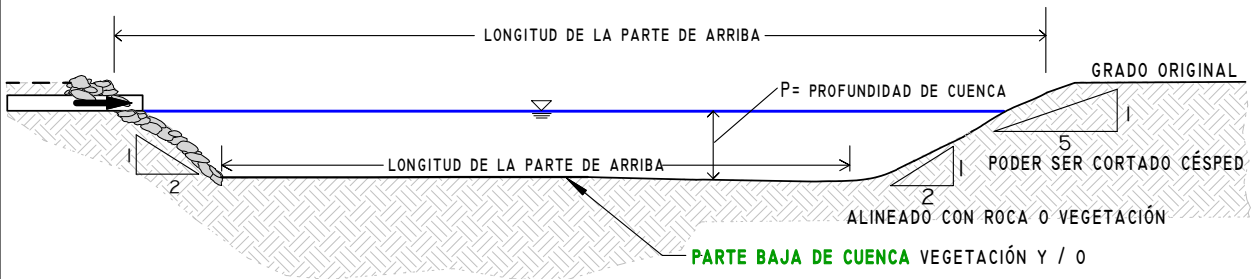 LONGITUD DE LA PARTE DE ARRIBA
GRADO ORIGINAL
P= PROFUNDIDAD DE CUENCA
1
5
1
2
LONGITUD DE LA PARTE DE ARRIBA
1
2
PODER SER CORTADO CÉSPED
ALINEADO CON ROCA O VEGETACIÓN
PARTE BAJA DE CUENCA VEGETACIÓN Y / O